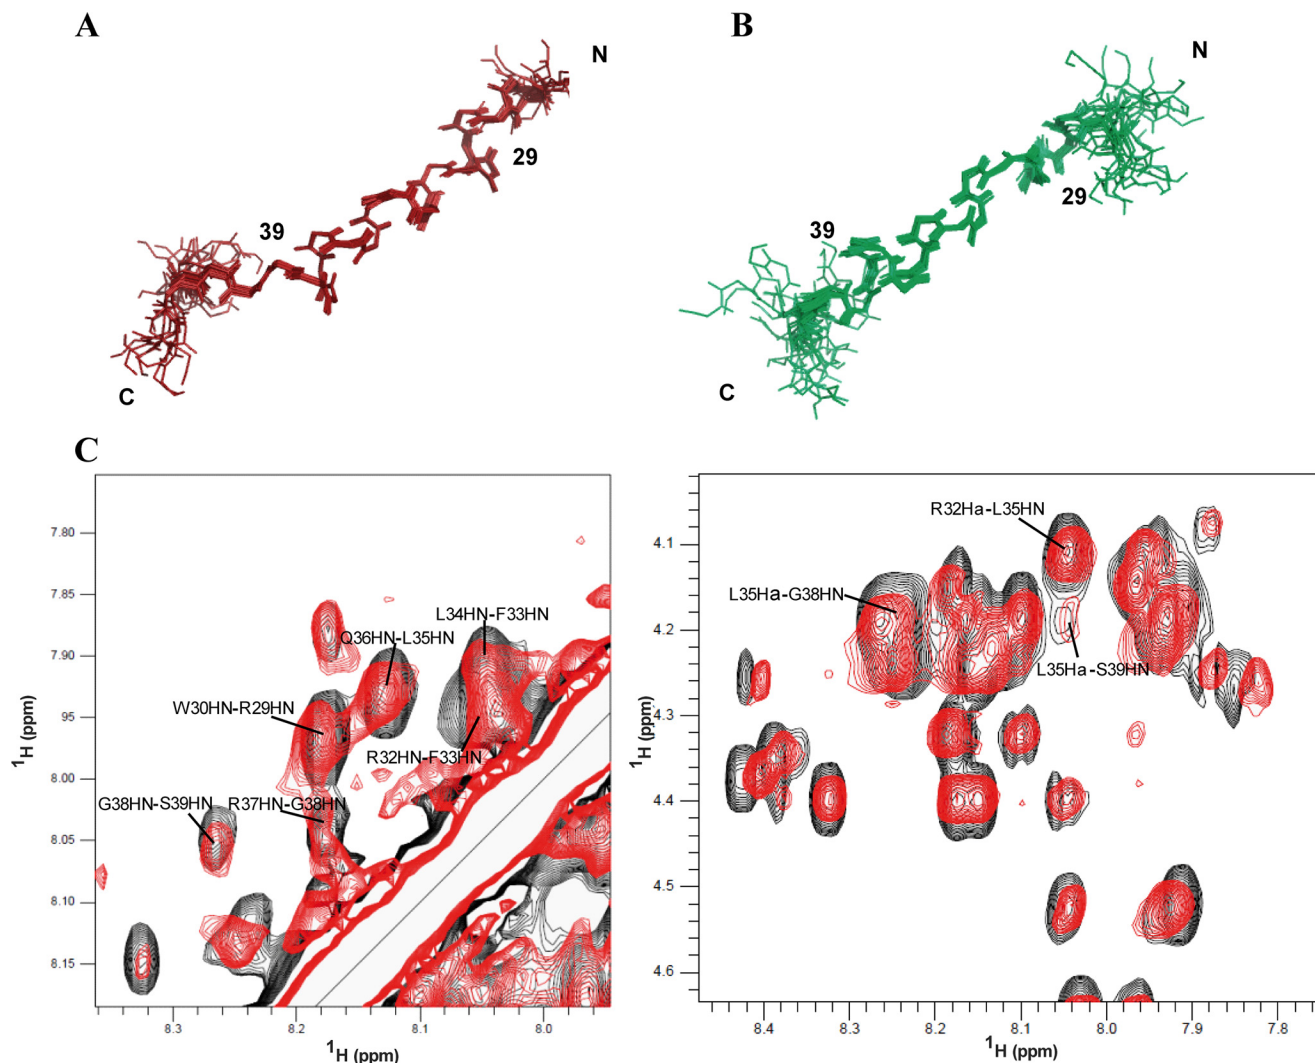 A
B
N
29
39
C
N
29
39
C
C
7.80
7.85
7.90
95
8.00
8.05
8.10
8.15
¹H (ppm)
L34HN-F33HN
Q36HN-L35HN
W30HN-R29HN
R32HN-F33HN
G38HN-S39HN
R37HN-G38HN
8.3
8.2
8.1
8.0
¹H (ppm)
4.1
4.2
4.3
4.4
4.5
4.6
¹H (ppm)
R32Ha-L35HN
L35Ha-G38HN
L35Ha-S39HN
8.4
8.3
8.2
8.1
8.0
7.9
7.8
¹H (ppm)